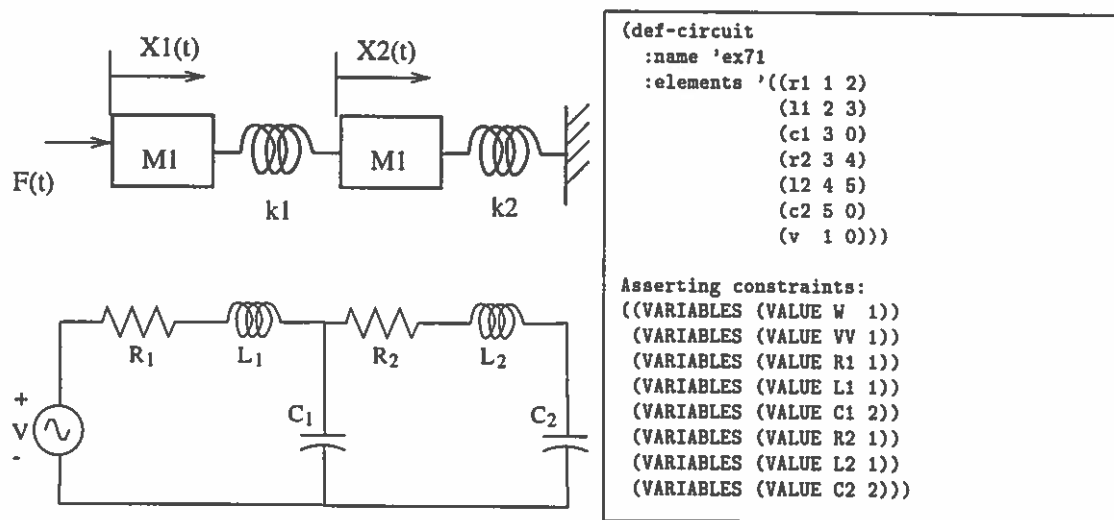 X1(t)
X2(t)
F(t)
M1
M1
k1
k2
R1
L1
R2
L2
C1
C2
+
V
-
(def-circuit
:name 'ex71
:elements '((r1 1 2)
(l1 2 3)
(c1 3 0)
(r2 3 4)
(l2 4 5)
(c2 5 0)
(v 1 0)))
Asserting constraints:
((VARIABLES (VALUE W 1))
(VARIABLES (VALUE VV 1))
(VARIABLES (VALUE R1 1))
(VARIABLES (VALUE L1 1))
(VARIABLES (VALUE C1 2))
(VARIABLES (VALUE R2 1))
(VARIABLES (VALUE L2 1))
(VARIABLES (VALUE C2 2)))